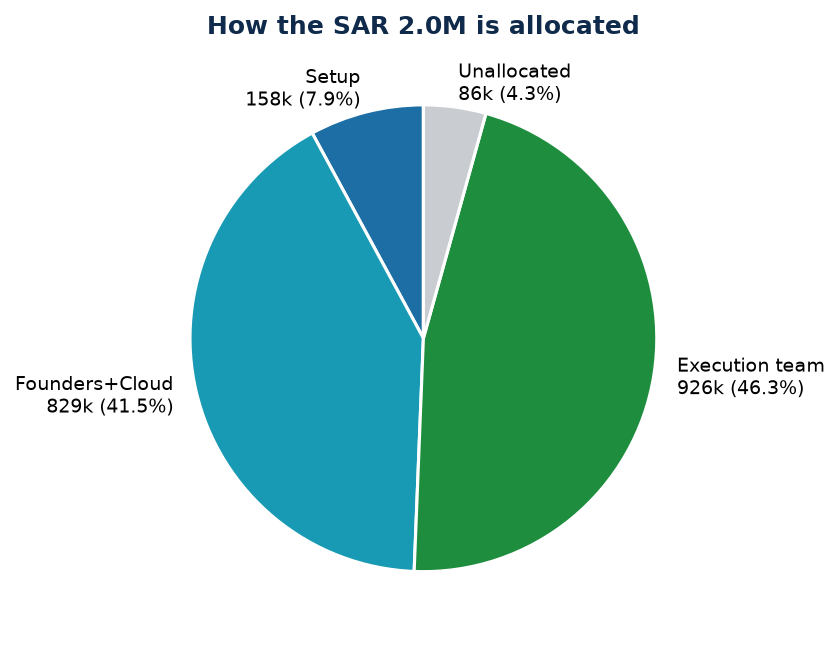 How the SAR 2.0M is allocated
Setup
158k (7.9%)
Unallocated
86k (4.3%)
Founders+Cloud
829k (41.5%)
Execution team
926k (46.3%)